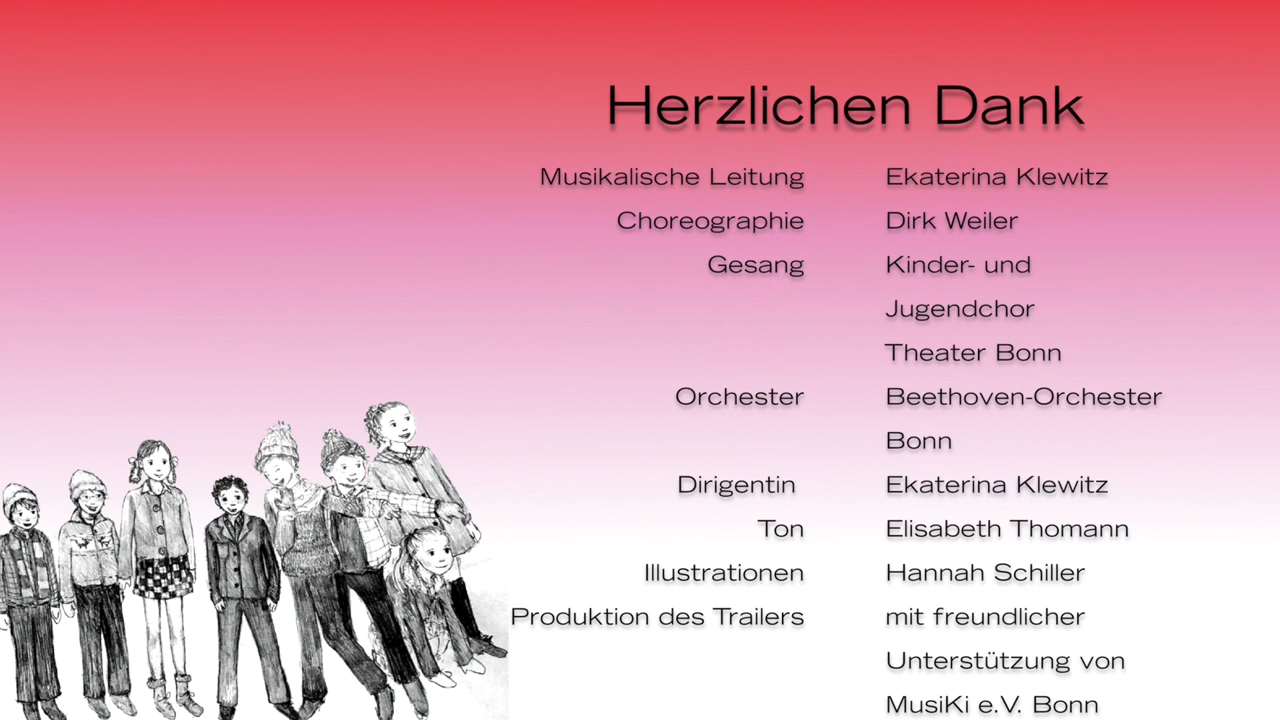 Herzlichen Dank
Musikalische Leitung Ekaterina Klewitz
Choreographie Dirk Weiler
Gesang Kinder- und
Jugendchor
Theater Bonn
Orchester Beethoven-Orchester
Bonn
Dirigentin Ekaterina Klewitz
Ton Elisabeth Thomann
Illustrationen Hannah Schiller
Produktion des Trailers mit freundlicher
Unterstützung von
MusiKi e.V. Bonn